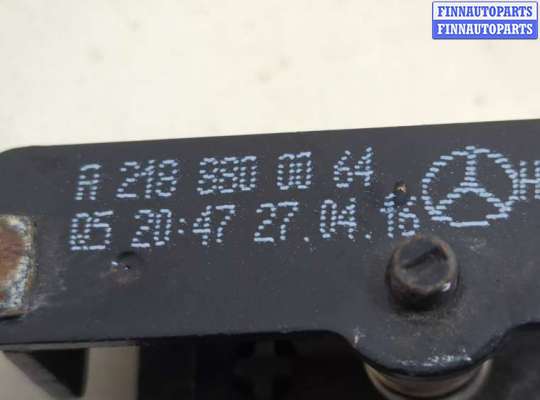 FINNAUTOPARTS
FINNAUTOPARTS
A 218 880 00 64
05 20:47 27.04.16
H